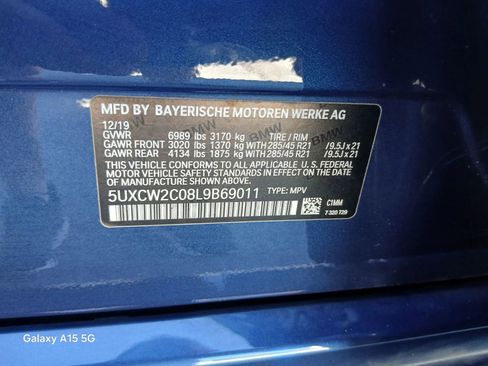 MFD BY BAYERISCHE MOTOREN WERKE AG
12/19
GVWR 6989 lbs 3170 kg TIRE / RIM
GAWR FRONT 3020 lbs 1370 kg WITH 285/45 R21 /9.5J x 21
GAWR REAR 4134 lbs 1875 kg WITH 285/45 R21 /9.5J x 21
THIS VEHICLE CONFORMS TO ALL APPLICABLE U. S. FEDERAL
MOTOR VEHICLE SAFETY STANDARDS IN EFFECT ON THE
DATE OF MANUFACTURE SHOWN ABOVE.
5UXCW2C08L9B69011 TYPE: MPV
C1MM
7 320 729
Galaxy A15 5G